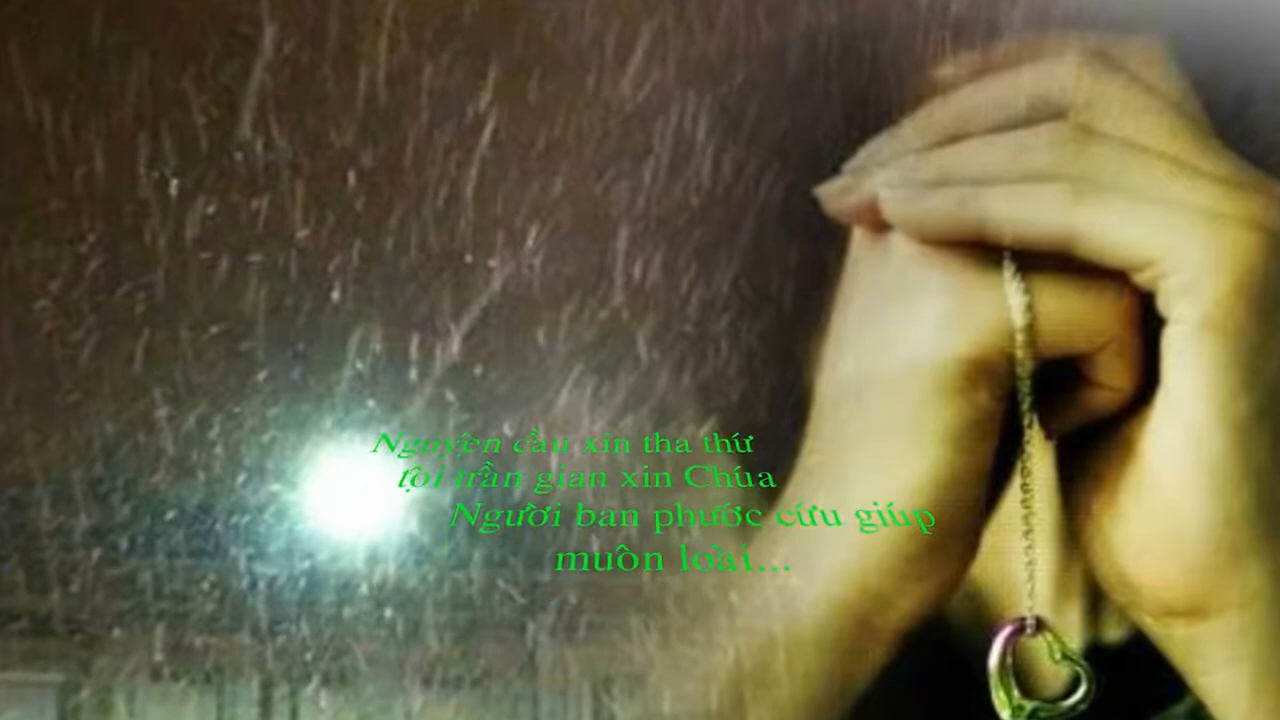 Nguyện cầu xin tha thứ
tội trần gian xin Chúa
Người ban phước cứu giúp
muôn loài...